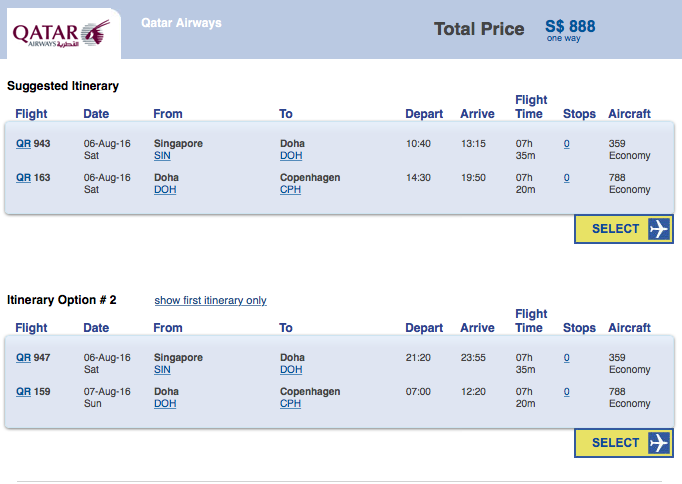 QATAR
AIRWAYS القطرية
Qatar Airways
Total Price
S$ 888
one way
Suggested Itinerary
Flight Date From To Depart Arrive Flight Time Stops Aircraft
QR 943 06-Aug-16 Singapore Doha 10:40 13:15 07h 0 359
Sat SIN DOH 35m Economy
QR 163 06-Aug-16 Doha Copenhagen 14:30 19:50 07h 0 788
Sat DOH CPH 20m Economy
SELECT
Itinerary Option # 2 show first itinerary only
Flight Date From To Depart Arrive Flight Time Stops Aircraft
QR 947 06-Aug-16 Singapore Doha 21:20 23:55 07h 0 359
Sat SIN DOH 35m Economy
QR 159 07-Aug-16 Doha Copenhagen 07:00 12:20 07h 0 788
Sun DOH CPH 20m Economy
SELECT